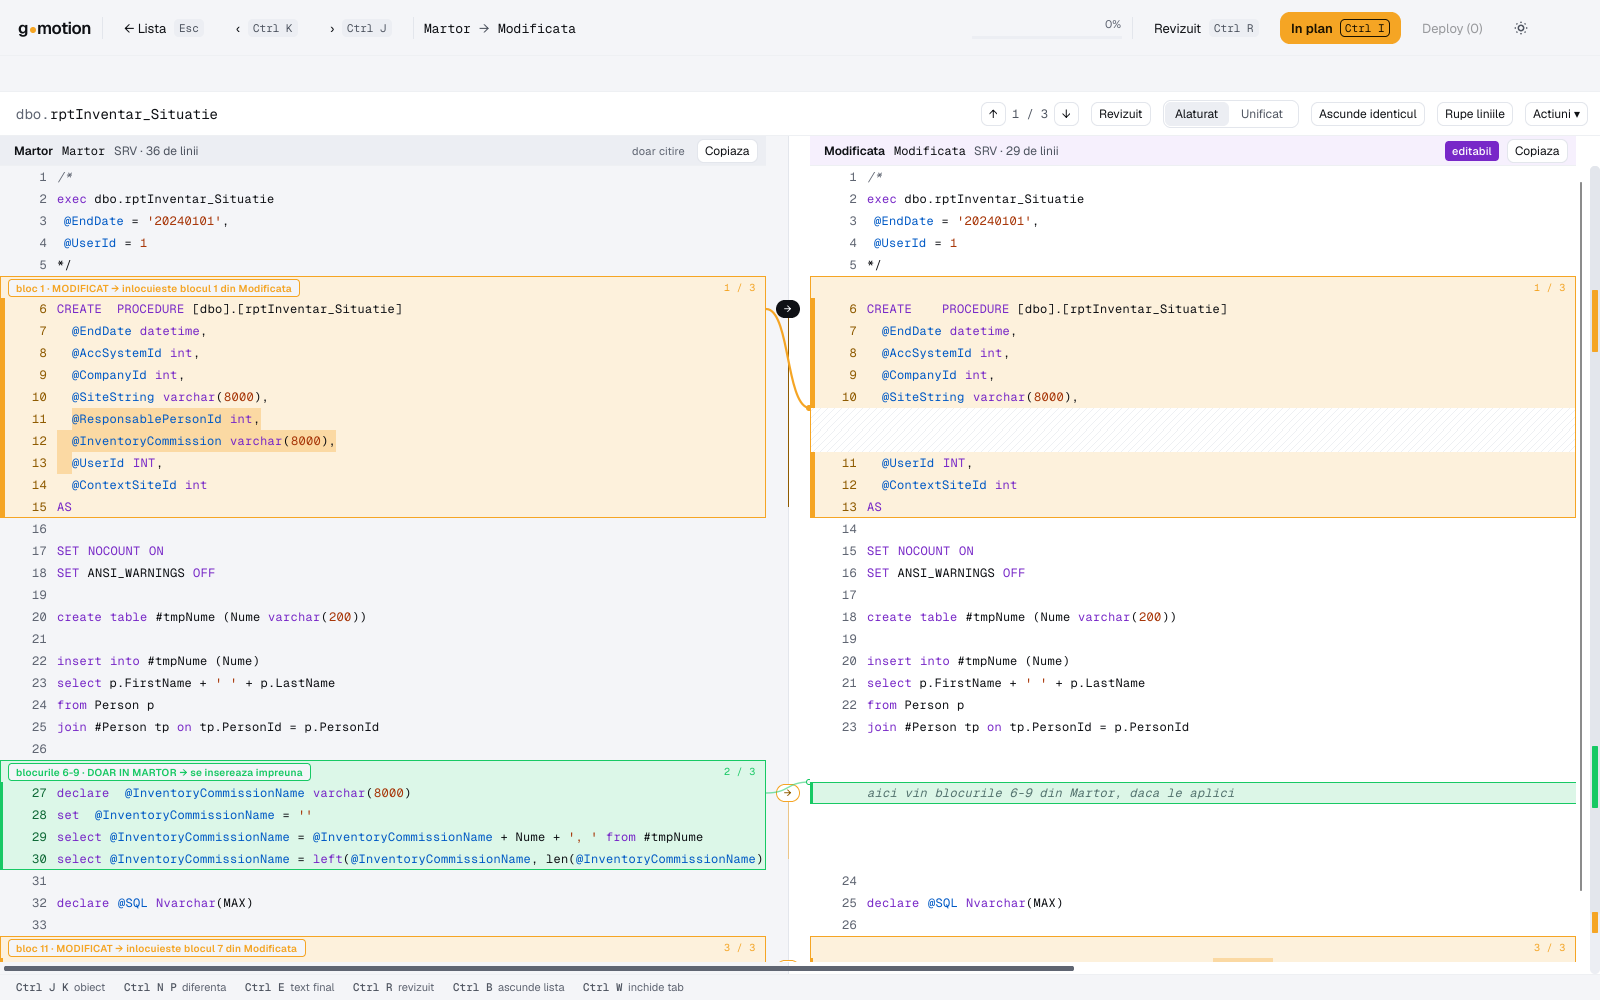 g•motion
← Lista Esc
‹ Ctrl K
› Ctrl J
Martor → Modificata
0%
Revizuit Ctrl R
In plan Ctrl I
Deploy (0)
dbo.rptInventar_Situatie
↑ 1 / 3 ↓
Revizuit
Alaturat Unificat
Ascunde identicul
Rupe liniile
Actiuni ▾
Martor Martor SRV · 36 de linii doar citire Copiaza
1 /*
2 exec dbo.rptInventar_Situatie
3 @EndDate = '20240101',
4 @UserId = 1
5 */
bloc 1 · MODIFICAT → inlocuieste blocul 1 din Modificata 1 / 3
6 CREATE  PROCEDURE [dbo].[rptInventar_Situatie]
7 @EndDate datetime,
8 @AccSystemId int,
9 @CompanyId int,
10 @SiteString varchar(8000),
11 @ResponsablePersonId int,
12 @InventoryCommission varchar(8000),
13 @UserId INT,
14 @ContextSiteId int
15 AS
16
17 SET NOCOUNT ON
18 SET ANSI_WARNINGS OFF
19
20 create table #tmpNume (Nume varchar(200))
21
22 insert into #tmpNume (Nume)
23 select p.FirstName + ' ' + p.LastName
24 from Person p
25 join #Person tp on tp.PersonId = p.PersonId
26
blocurile 6-9 · DOAR IN MARTOR → se insereaza impreuna 2 / 3
27 declare  @InventoryCommissionName varchar(8000)
28 set  @InventoryCommissionName = ''
29 select @InventoryCommissionName = @InventoryCommissionName + Nume + ', ' from #tmpNume
30 select @InventoryCommissionName = left(@InventoryCommissionName, len(@InventoryCommissionName)
31
32 declare @SQL Nvarchar(MAX)
33
bloc 11 · MODIFICAT → inlocuieste blocul 7 din Modificata 3 / 3
→
→
Modificata Modificata SRV · 29 de linii editabil Copiaza
1 /*
2 exec dbo.rptInventar_Situatie
3 @EndDate = '20240101',
4 @UserId = 1
5 */
1 / 3
6 CREATE    PROCEDURE [dbo].[rptInventar_Situatie]
7 @EndDate datetime,
8 @AccSystemId int,
9 @CompanyId int,
10 @SiteString varchar(8000),
11 @UserId INT,
12 @ContextSiteId int
13 AS
14
15 SET NOCOUNT ON
16 SET ANSI_WARNINGS OFF
17
18 create table #tmpNume (Nume varchar(200))
19
20 insert into #tmpNume (Nume)
21 select p.FirstName + ' ' + p.LastName
22 from Person p
23 join #Person tp on tp.PersonId = p.PersonId
aici vin blocurile 6-9 din Martor, daca le aplici
24
25 declare @SQL Nvarchar(MAX)
26
3 / 3
Ctrl J K obiect Ctrl N P diferenta Ctrl E text final Ctrl R revizuit Ctrl B ascunde lista Ctrl W inchide tab